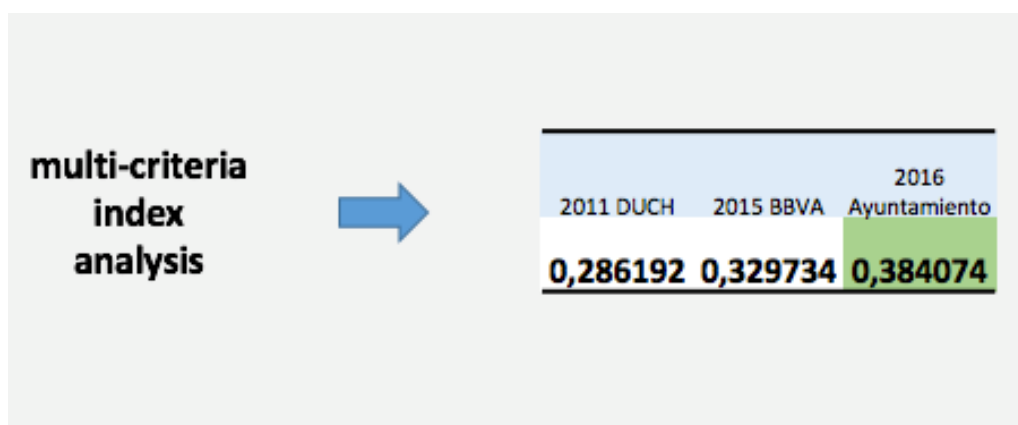 multi-criteria
index
analysis
2011 DUCH 2015 BBVA 2016 Ayuntamiento
0,286192 0,329734 0,384074